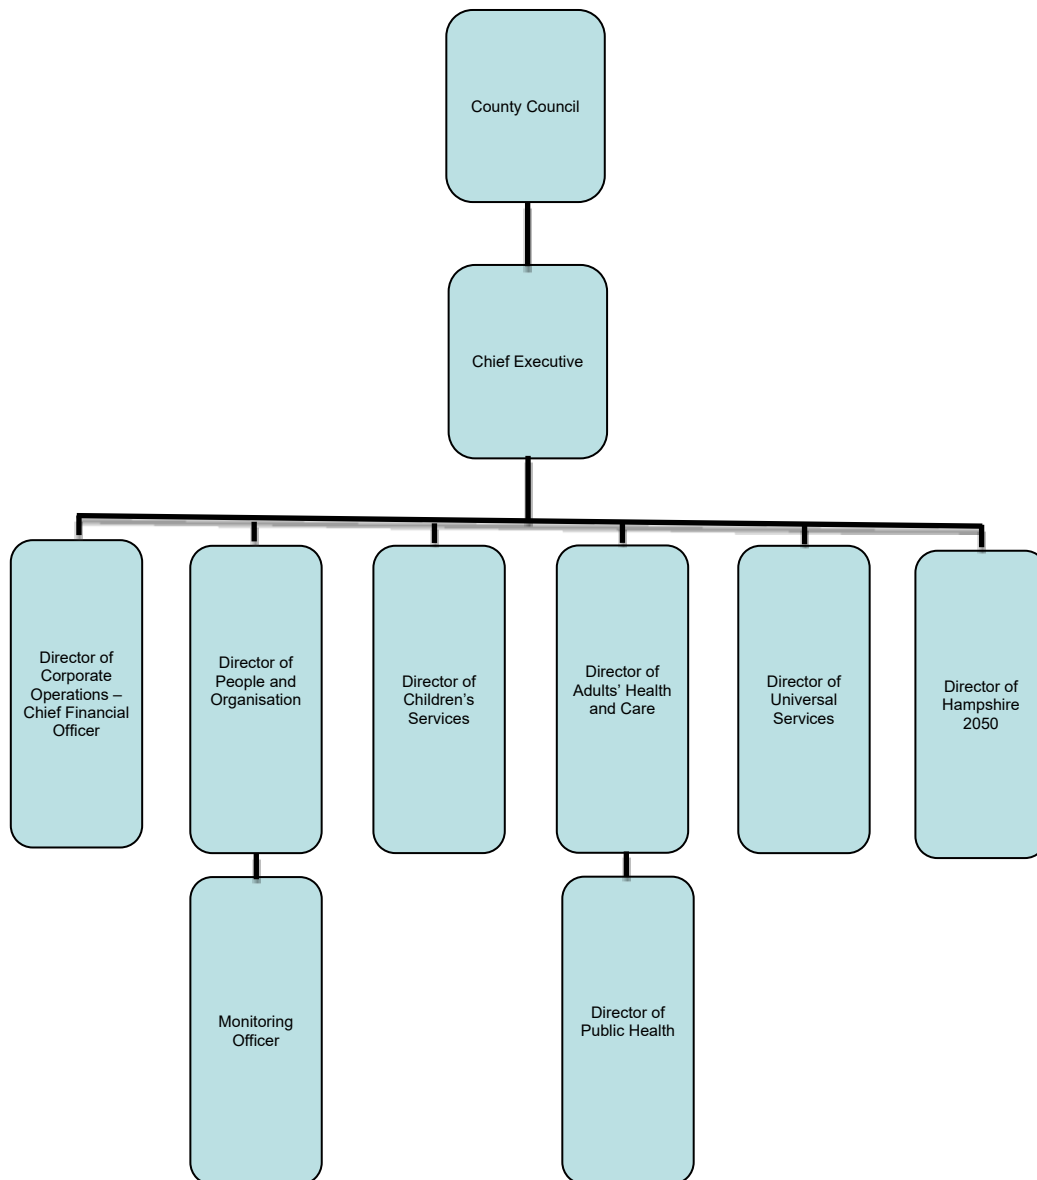 County Council
Chief Executive
Director of
Corporate
Operations –
Chief Financial
Officer
Director of
People and
Organisation
Director of
Children’s
Services
Director of
Adults’ Health
and Care
Director of
Universal
Services
Director of
Hampshire
2050
Monitoring
Officer
Director of
Public Health